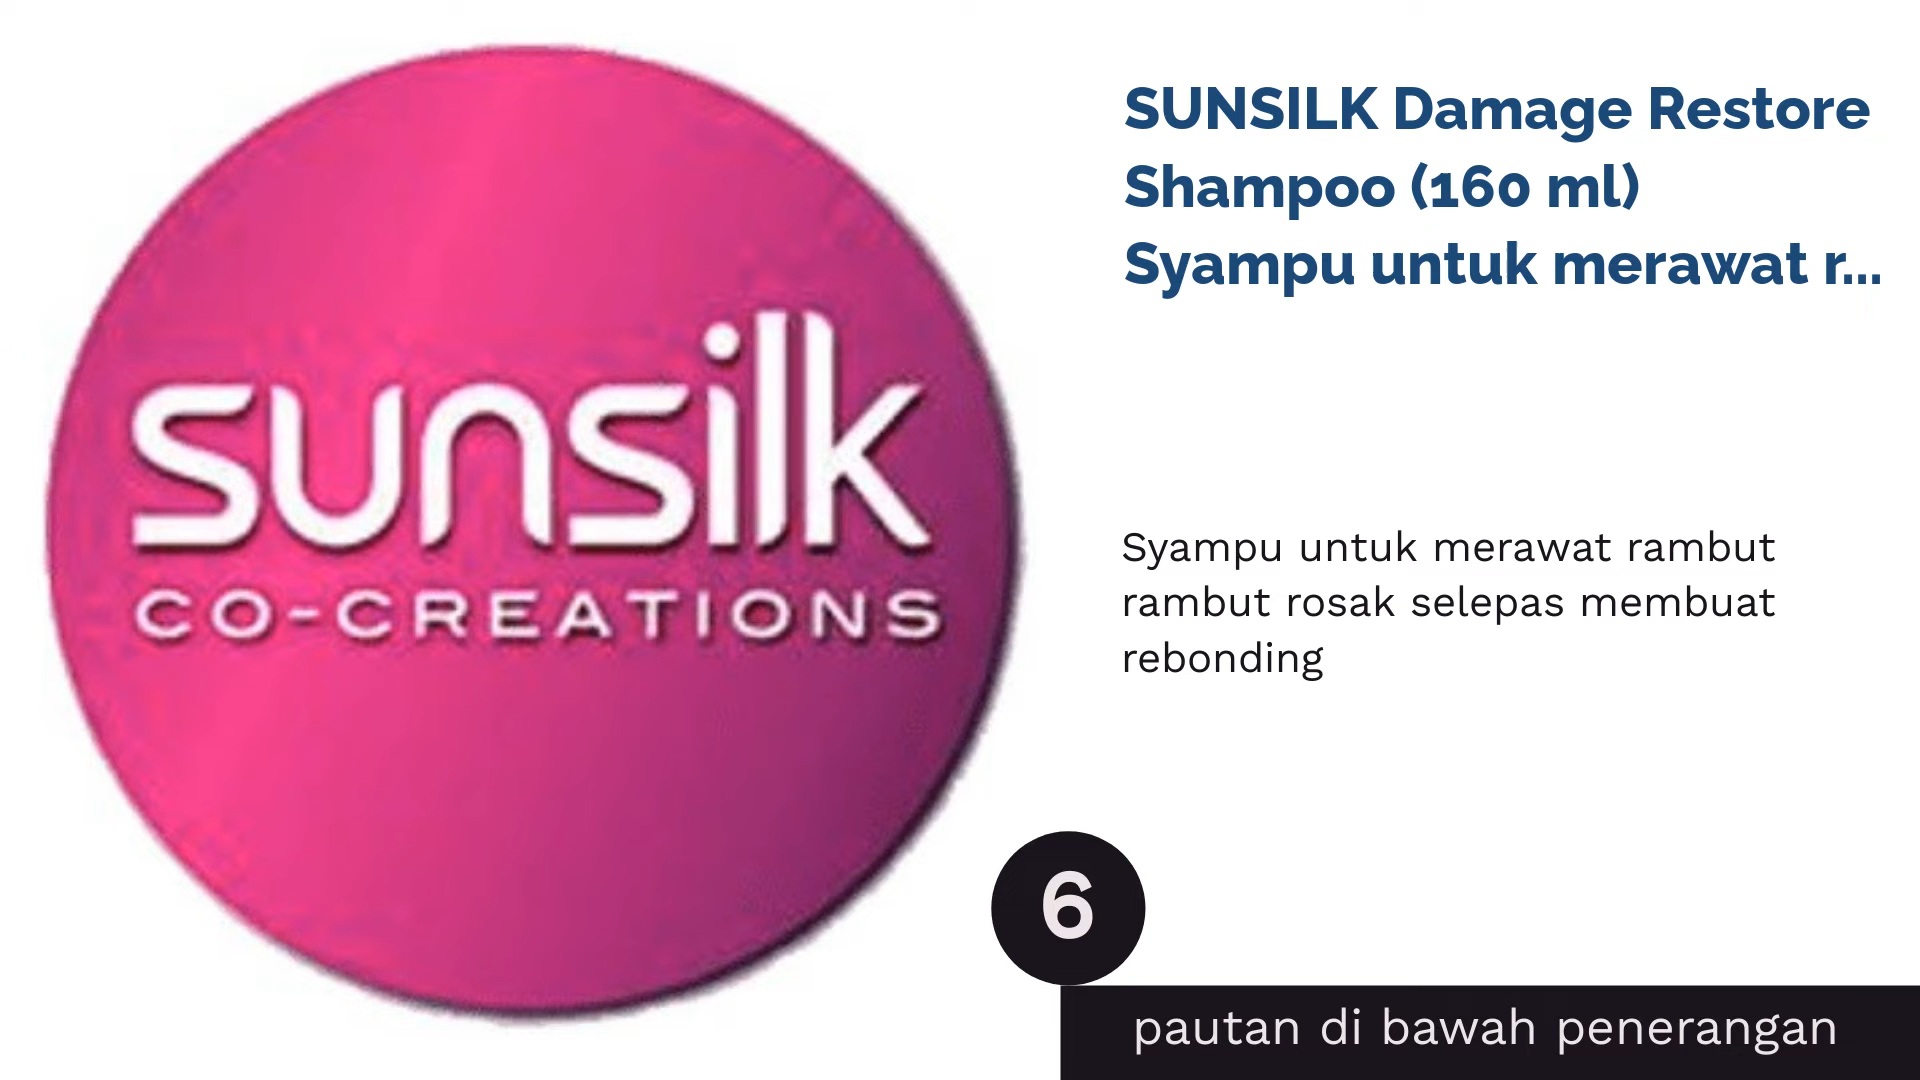 sunsilk
CO-CREATIONS
SUNSILK Damage Restore
Shampoo (160 ml)
Syampu untuk merawat r...
Syampu untuk merawat rambut
rambut rosak selepas membuat
rebonding
6
pautan di bawah penerangan